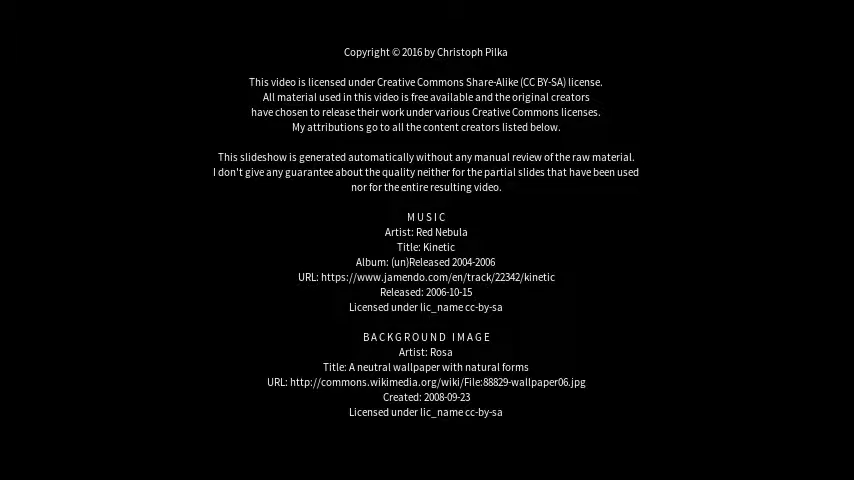 Copyright © 2016 by Christoph Pilka
This video is licensed under Creative Commons Share-Alike (CC BY-SA) license.
All material used in this video is free available and the original creators
have chosen to release their work under various Creative Commons licenses.
My attributions go to all the content creators listed below.
This slideshow is generated automatically without any manual review of the raw material.
I don't give any guarantee about the quality neither for the partial slides that have been used
nor for the entire resulting video.
M U S I C
Artist: Red Nebula
Title: Kinetic
Album: (un)Released 2004-2006
URL: https://www.jamendo.com/en/track/22342/kinetic
Released: 2006-10-15
Licensed under lic_name cc-by-sa
B A C K G R O U N D   I M A G E
Artist: Rosa
Title: A neutral wallpaper with natural forms
URL: http://commons.wikimedia.org/wiki/File:88829-wallpaper06.jpg
Created: 2008-09-23
Licensed under lic_name cc-by-sa